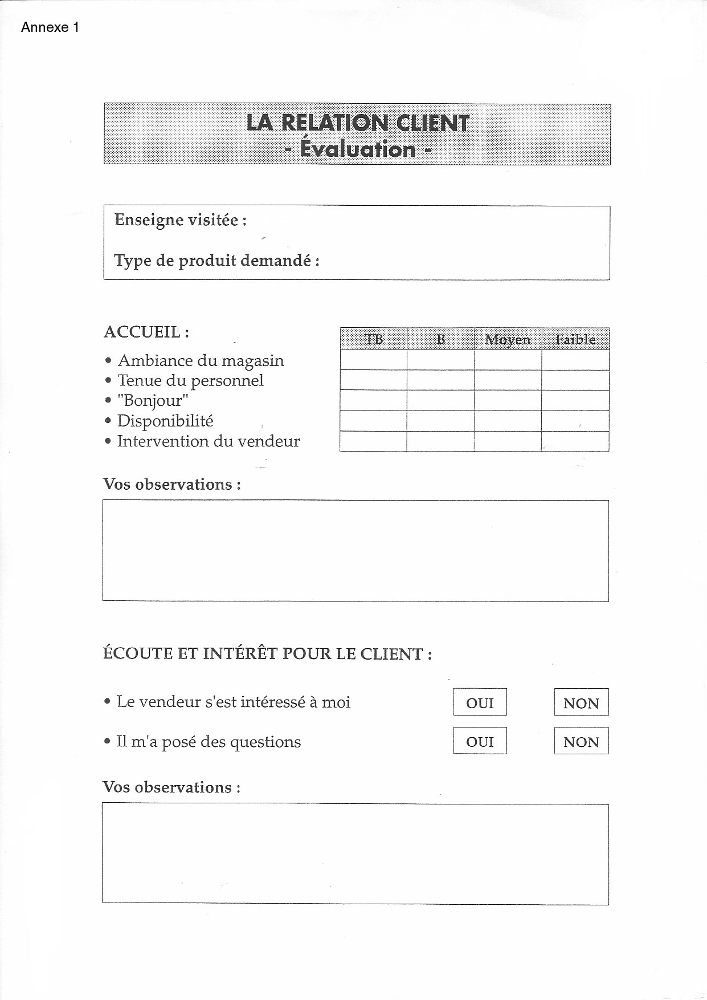 Annexe 1
LA RELATION CLIENT
- Évaluation -
Enseigne visitée :
Type de produit demandé :
ACCUEIL :
TB B Moyen Faible
• Ambiance du magasin
• Tenue du personnel
• "Bonjour"
• Disponibilité
• Intervention du vendeur
Vos observations :
ÉCOUTE ET INTÉRÊT POUR LE CLIENT :
• Le vendeur s'est intéressé à moi OUI NON
• Il m'a posé des questions OUI NON
Vos observations :